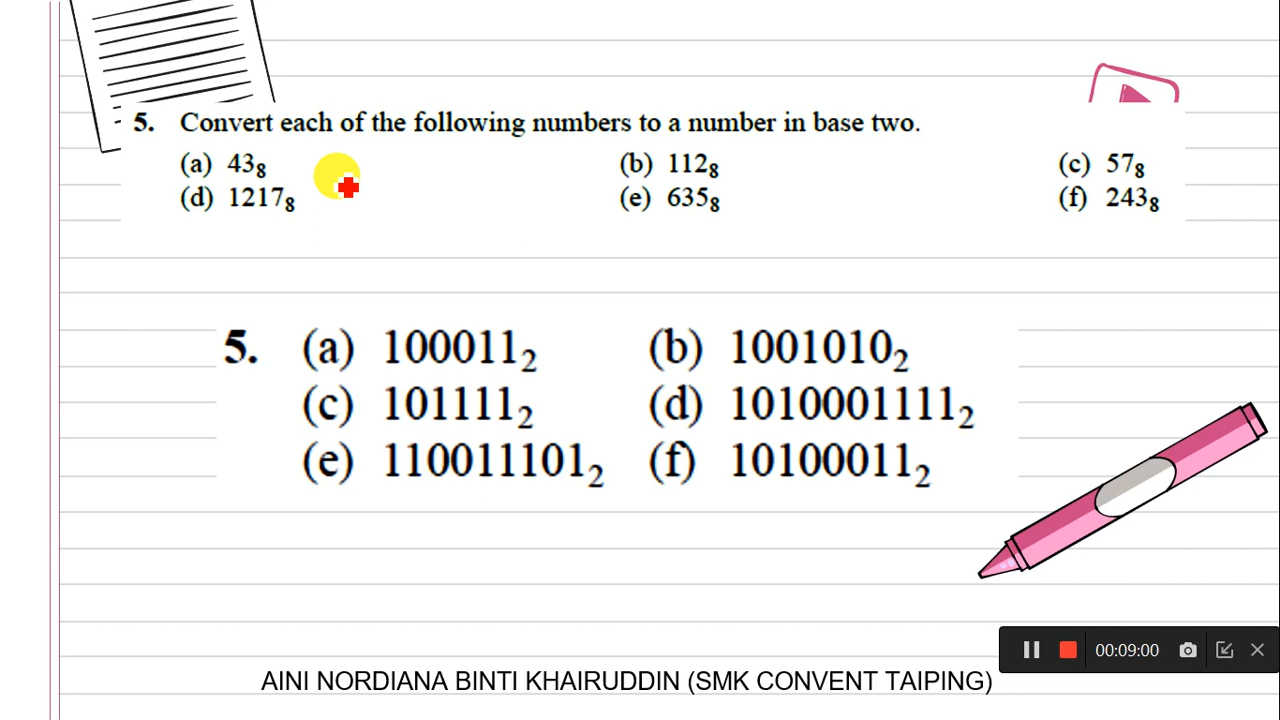 5. Convert each of the following numbers to a number in base two.
(a) 43₈ (b) 112₈ (c) 57₈
(d) 1217₈ (e) 635₈ (f) 243₈
5. (a) 100011₂ (b) 1001010₂
(c) 101111₂ (d) 1010001111₂
(e) 110011101₂ (f) 10100011₂
00:09:00
AINI NORDIANA BINTI KHAIRUDDIN (SMK CONVENT TAIPING)